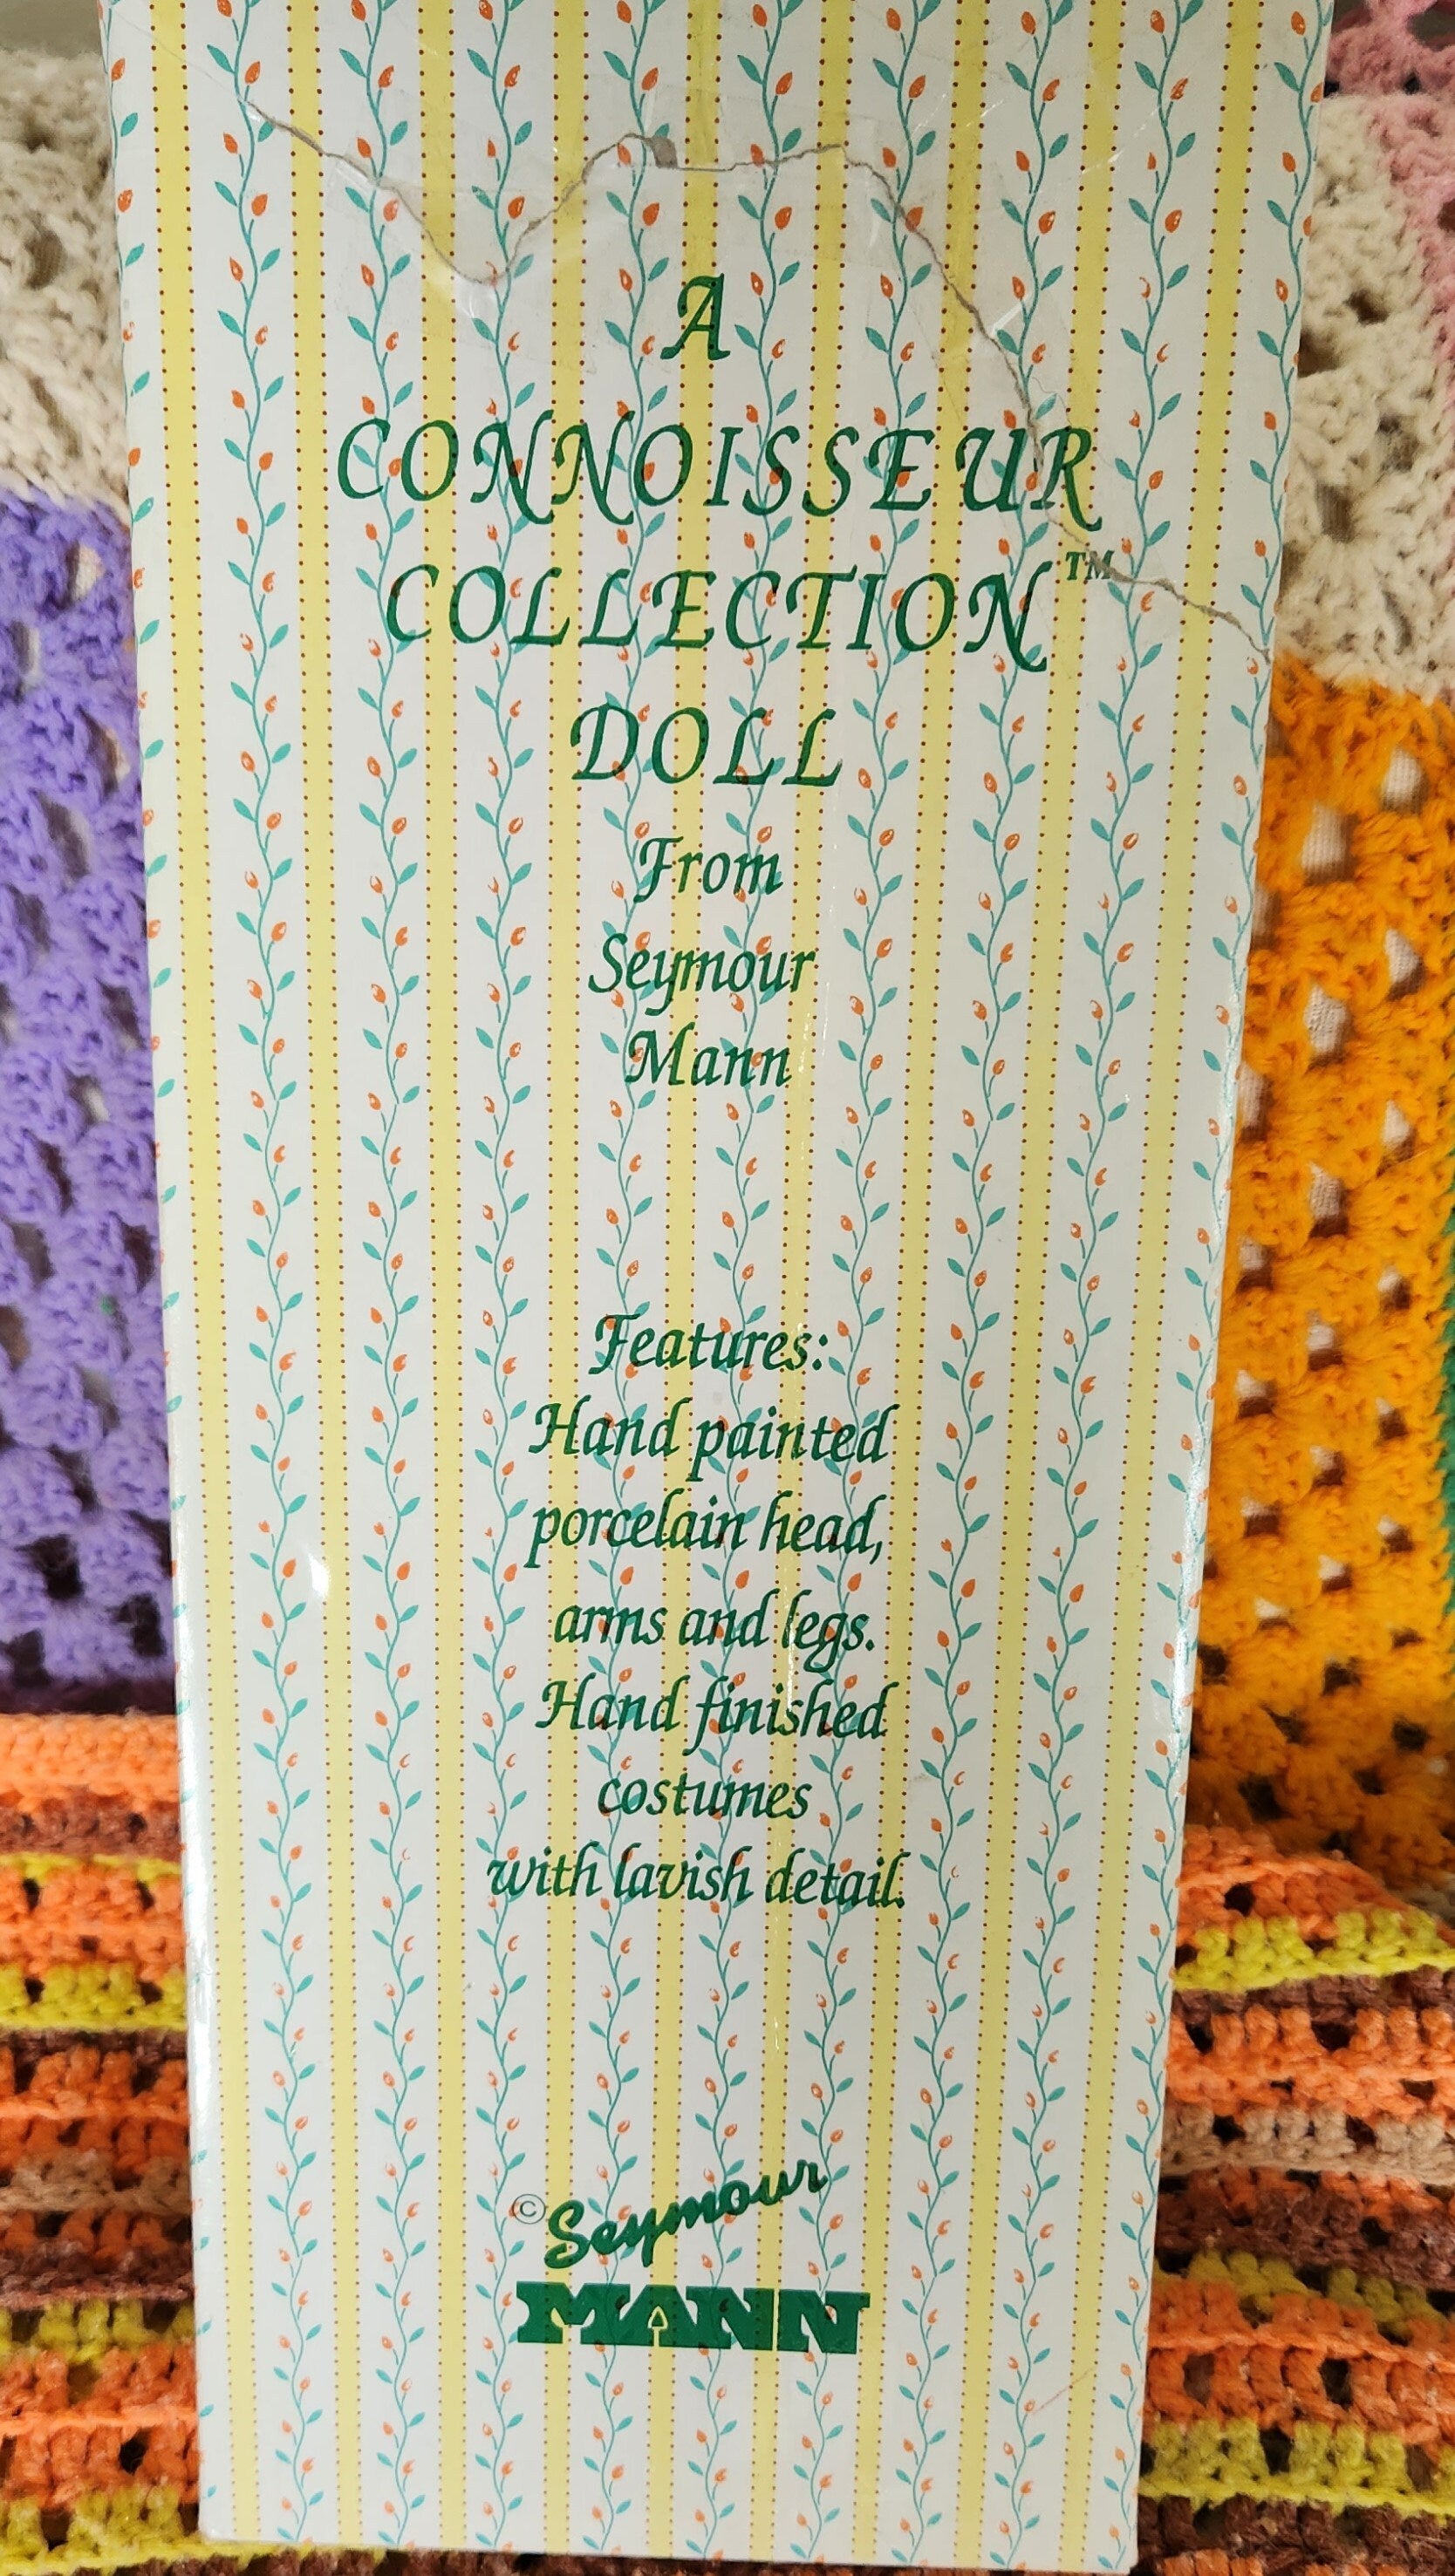 A
CONNOISSEUR
COLLECTION™
DOLL
From
Seymour
Mann
Features:
Hand painted
porcelain head,
arms and legs.
Hand finished
costumes
with lavish detail.
© Seymour
MANN